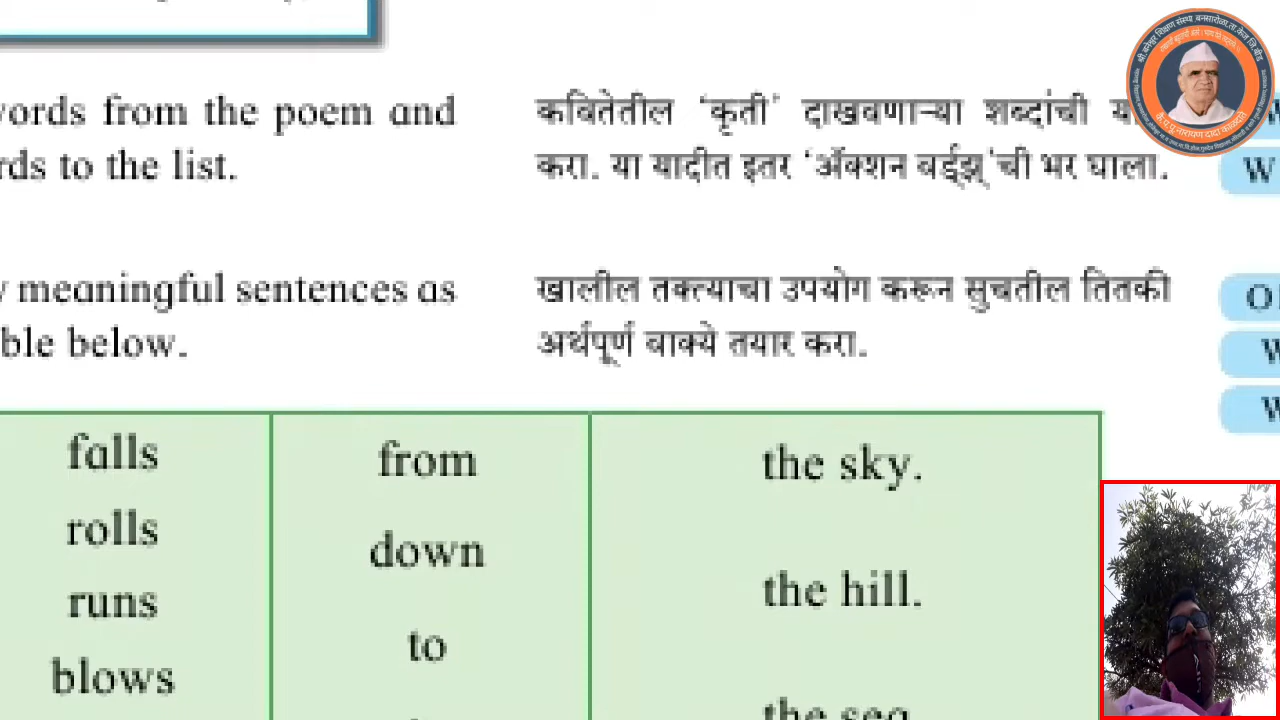 words from the poem and
rds to the list.
कवितेतील ‘कृती’ दाखवणाऱ्या शब्दांची
करा. या यादीत इतर ‘ॲक्शन वर्ड्झ्’ची भर घाला.
meaningful sentences as
ble below.
खालील तक्त्याचा उपयोग करून सुचतील तितकी
अर्थपूर्ण वाक्ये तयार करा.
falls from the sky.
rolls down the hill.
runs to the sea
blows